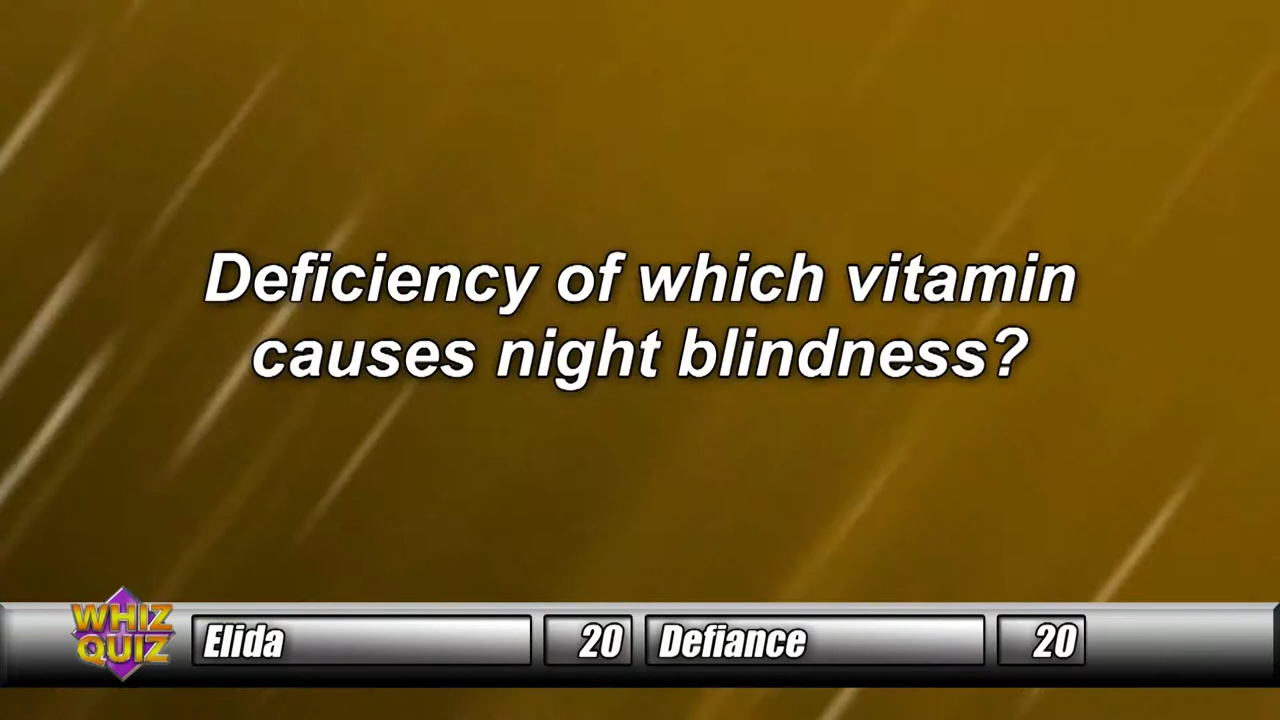 Deficiency of which vitamin
causes night blindness?
WHIZ
QUIZ
Elida 20 Defiance 20